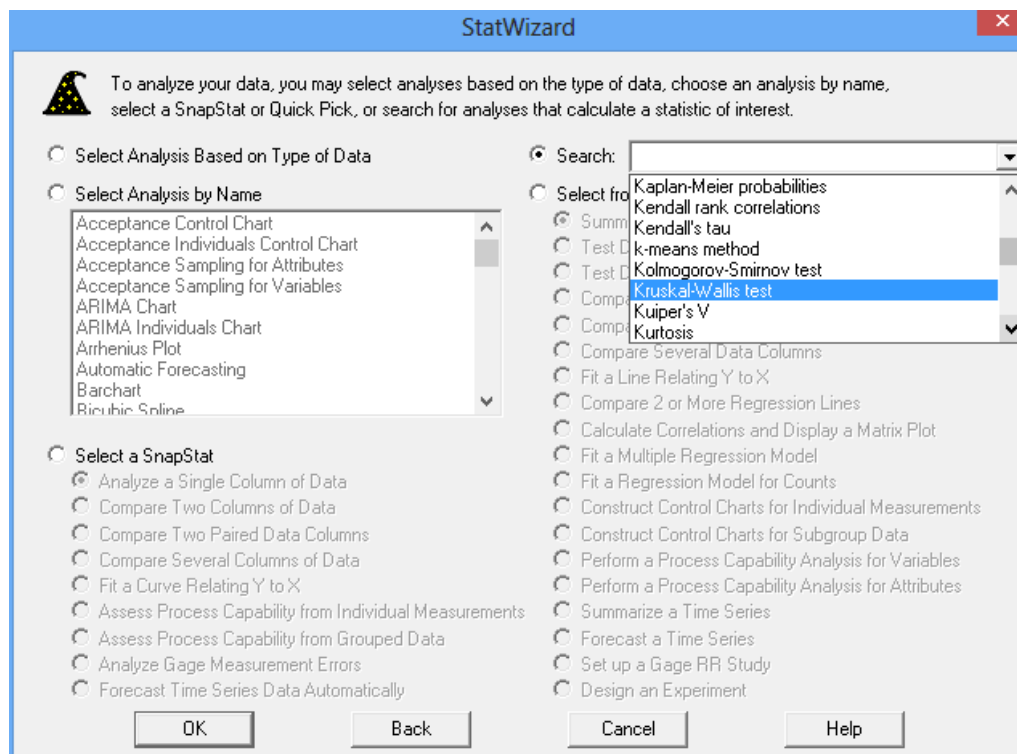 StatWizard
To analyze your data, you may select analyses based on the type of data, choose an analysis by name,
select a SnapStat or Quick Pick, or search for analyses that calculate a statistic of interest.
Select Analysis Based on Type of Data
Select Analysis by Name
Acceptance Control Chart
Acceptance Individuals Control Chart
Acceptance Sampling for Attributes
Acceptance Sampling for Variables
ARIMA Chart
ARIMA Individuals Chart
Arrhenius Plot
Automatic Forecasting
Barchart
Bicubic Spline
Select a SnapStat
Analyze a Single Column of Data
Compare Two Columns of Data
Compare Two Paired Data Columns
Compare Several Columns of Data
Fit a Curve Relating Y to X
Assess Process Capability from Individual Measurements
Assess Process Capability from Grouped Data
Analyze Gage Measurement Errors
Forecast Time Series Data Automatically
Search:
Kaplan-Meier probabilities
Kendall rank correlations
Kendall's tau
k-means method
Kolmogorov-Smirnov test
Kruskal-Wallis test
Kuiper's V
Kurtosis
Select fro
Summ
Test D
Test D
Compa
Compa
Compare Several Data Columns
Fit a Line Relating Y to X
Compare 2 or More Regression Lines
Calculate Correlations and Display a Matrix Plot
Fit a Multiple Regression Model
Fit a Regression Model for Counts
Construct Control Charts for Individual Measurements
Construct Control Charts for Subgroup Data
Perform a Process Capability Analysis for Variables
Perform a Process Capability Analysis for Attributes
Summarize a Time Series
Forecast a Time Series
Set up a Gage RR Study
Design an Experiment
OK
Back
Cancel
Help